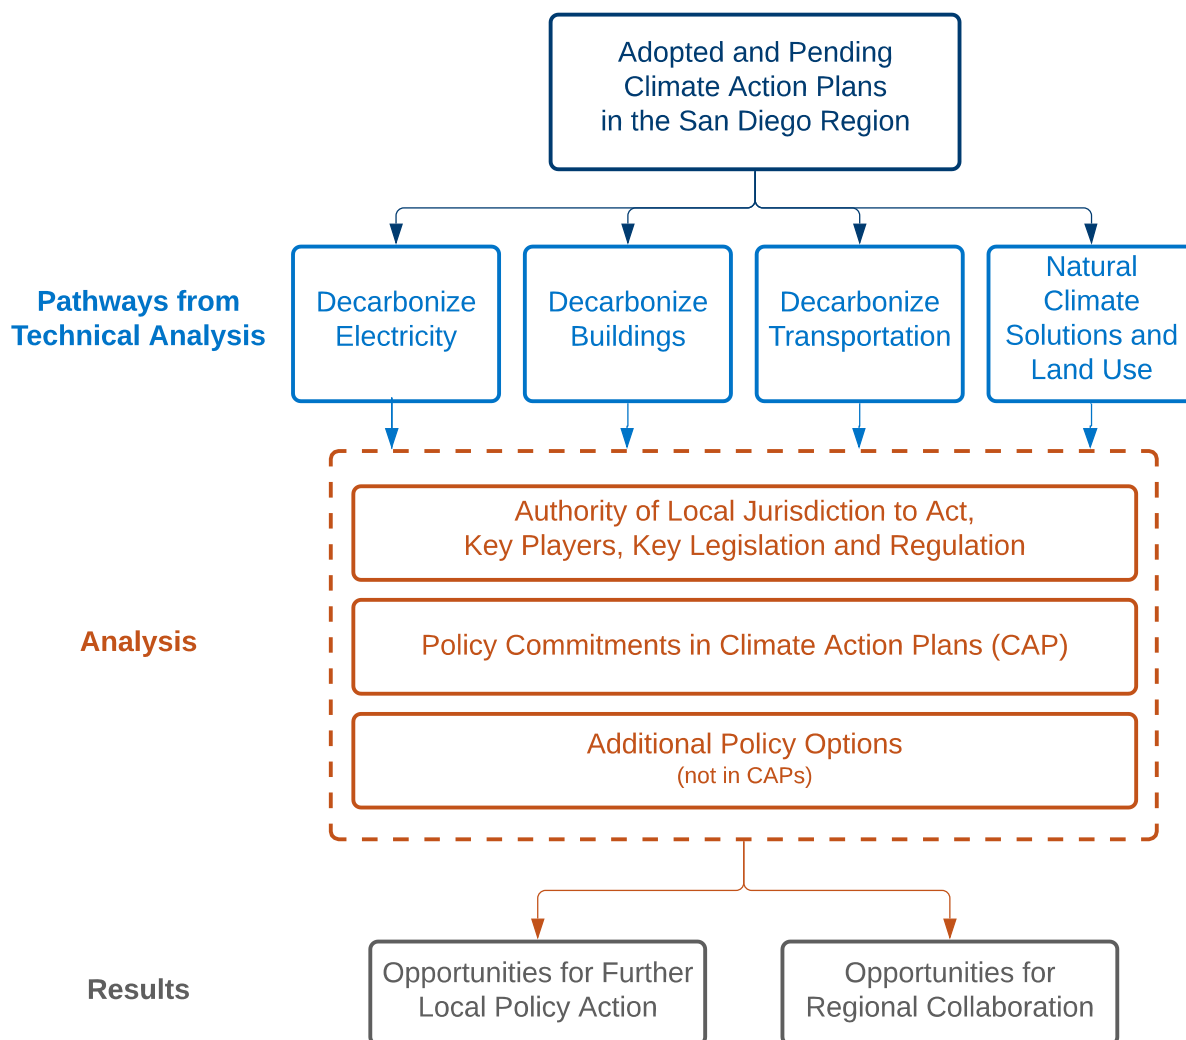 Adopted and Pending
Climate Action Plans
in the San Diego Region
Pathways from
Technical Analysis
Decarbonize
Electricity
Decarbonize
Buildings
Decarbonize
Transportation
Natural
Climate
Solutions and
Land Use
Analysis
Authority of Local Jurisdiction to Act,
Key Players, Key Legislation and Regulation
Policy Commitments in Climate Action Plans (CAP)
Additional Policy Options
(not in CAPs)
Results
Opportunities for Further
Local Policy Action
Opportunities for
Regional Collaboration